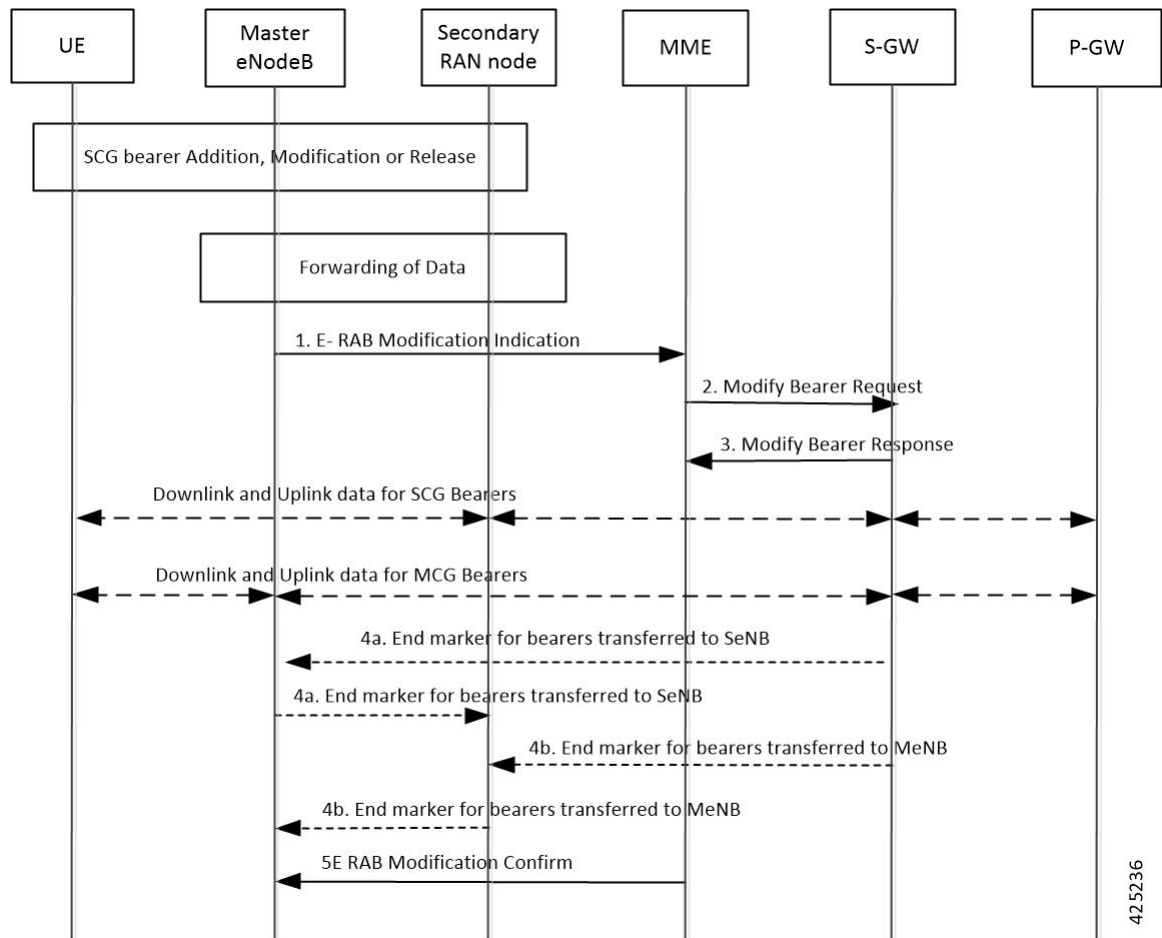 UE
Master
eNodeB
Secondary
RAN node
MME
S-GW
P-GW
SCG bearer Addition, Modification or Release
Forwarding of Data
1. E- RAB Modification Indication
2. Modify Bearer Request
3. Modify Bearer Response
Downlink and Uplink data for SCG Bearers
Downlink and Uplink data for MCG Bearers
4a. End marker for bearers transferred to SeNB
4a. End marker for bearers transferred to SeNB
4b. End marker for bearers transferred to MeNB
4b. End marker for bearers transferred to MeNB
5E RAB Modification Confirm
425236